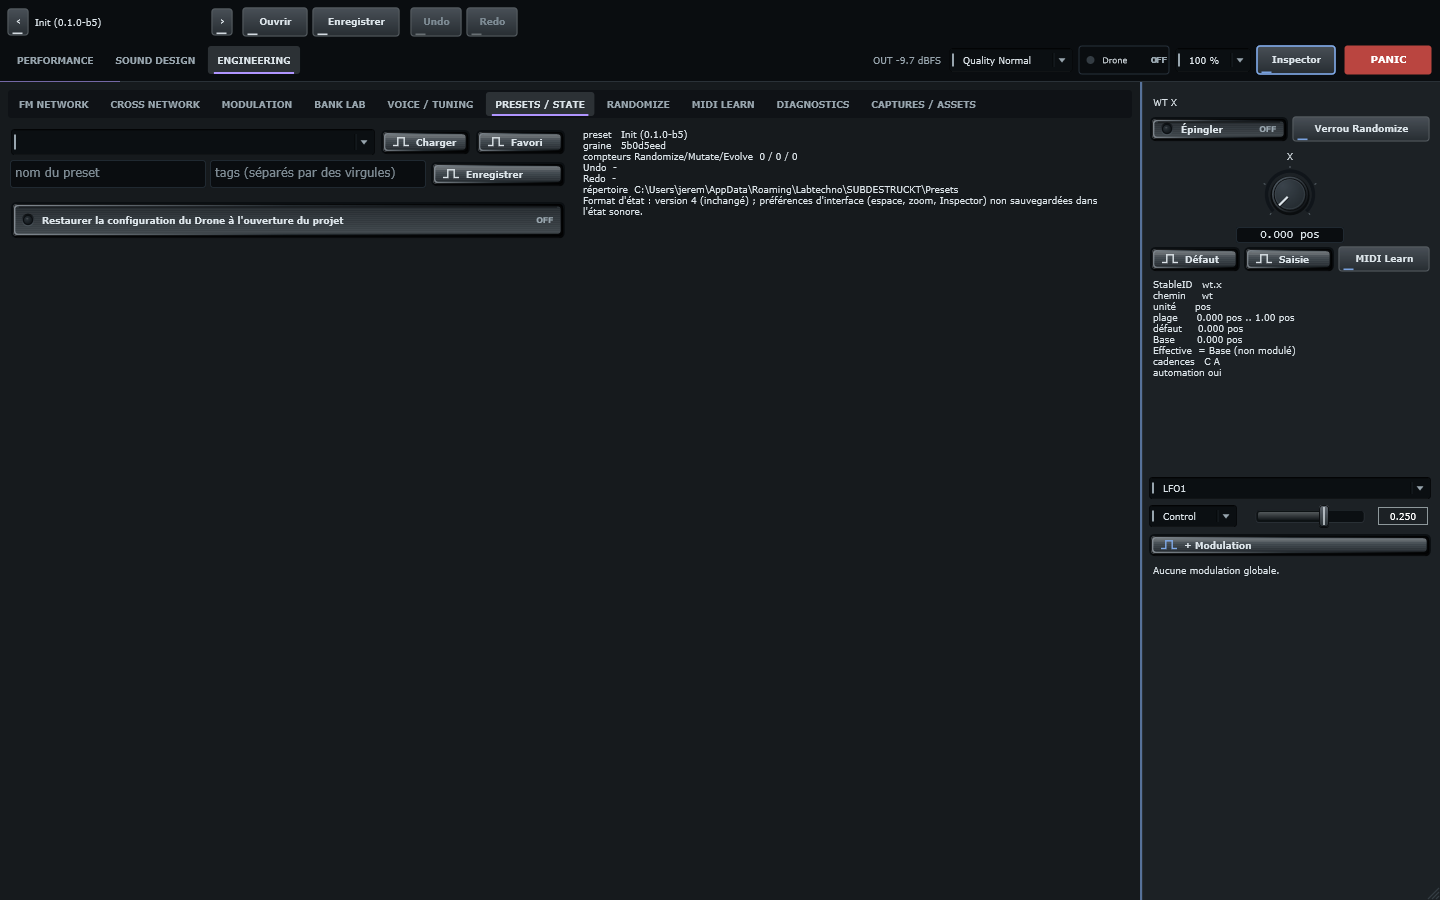 Init (0.1.0-b5)
Ouvrir
Enregistrer
Undo
Redo
PERFORMANCE
SOUND DESIGN
ENGINEERING
OUT -9.7 dBFS
Quality Normal
Drone
OFF
100 %
Inspector
PANIC
FM NETWORK
CROSS NETWORK
MODULATION
BANK LAB
VOICE / TUNING
PRESETS / STATE
RANDOMIZE
MIDI LEARN
DIAGNOSTICS
CAPTURES / ASSETS
Charger
Favori
nom du preset
tags (séparés par des virgules)
Enregistrer
Restaurer la configuration du Drone à l'ouverture du projet
OFF
preset Init (0.1.0-b5)
graine 5b0d5eed
compteurs Randomize/Mutate/Evolve 0 / 0 / 0
Undo -
Redo -
répertoire C:\Users\jerem\AppData\Roaming\Labtechno\SUBDESTRUCKT\Presets
Format d'état : version 4 (inchangé) ; préférences d'interface (espace, zoom, Inspector) non sauvegardées dans
l'état sonore.
WT X
Épingler
OFF
Verrou Randomize
X
0.000 pos
Défaut
Saisie
MIDI Learn
StableID wt.x
chemin wt
unité pos
plage 0.000 pos .. 1.00 pos
défaut 0.000 pos
Base 0.000 pos
Effective = Base (non modulé)
cadences C A
automation oui
LFO1
Control
0.250
+ Modulation
Aucune modulation globale.